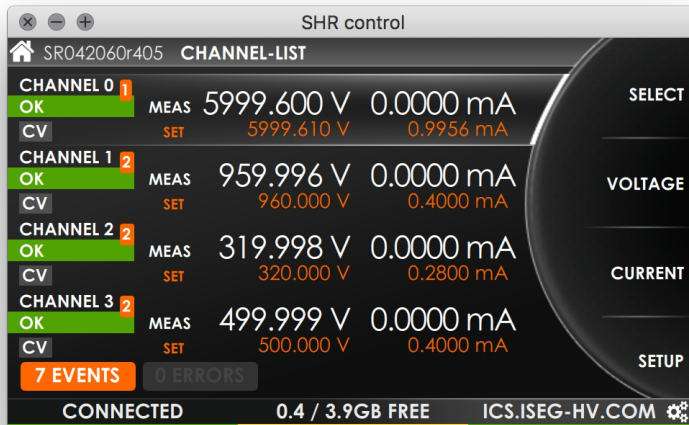 SHR control
SR042060r405 CHANNEL-LIST
CHANNEL 0 1
OK MEAS 5999.600 V 0.0000 mA
CV SET 5999.610 V 0.9956 mA
CHANNEL 1 2
OK MEAS 959.996 V 0.0000 mA
CV SET 960.000 V 0.4000 mA
CHANNEL 2 2
OK MEAS 319.998 V 0.0000 mA
CV SET 320.000 V 0.2800 mA
CHANNEL 3 2
OK MEAS 499.999 V 0.0000 mA
CV SET 500.000 V 0.4000 mA
SELECT
VOLTAGE
CURRENT
SETUP
7 EVENTS 0 ERRORS
CONNECTED 0.4 / 3.9GB FREE ICS.ISEG-HV.COM